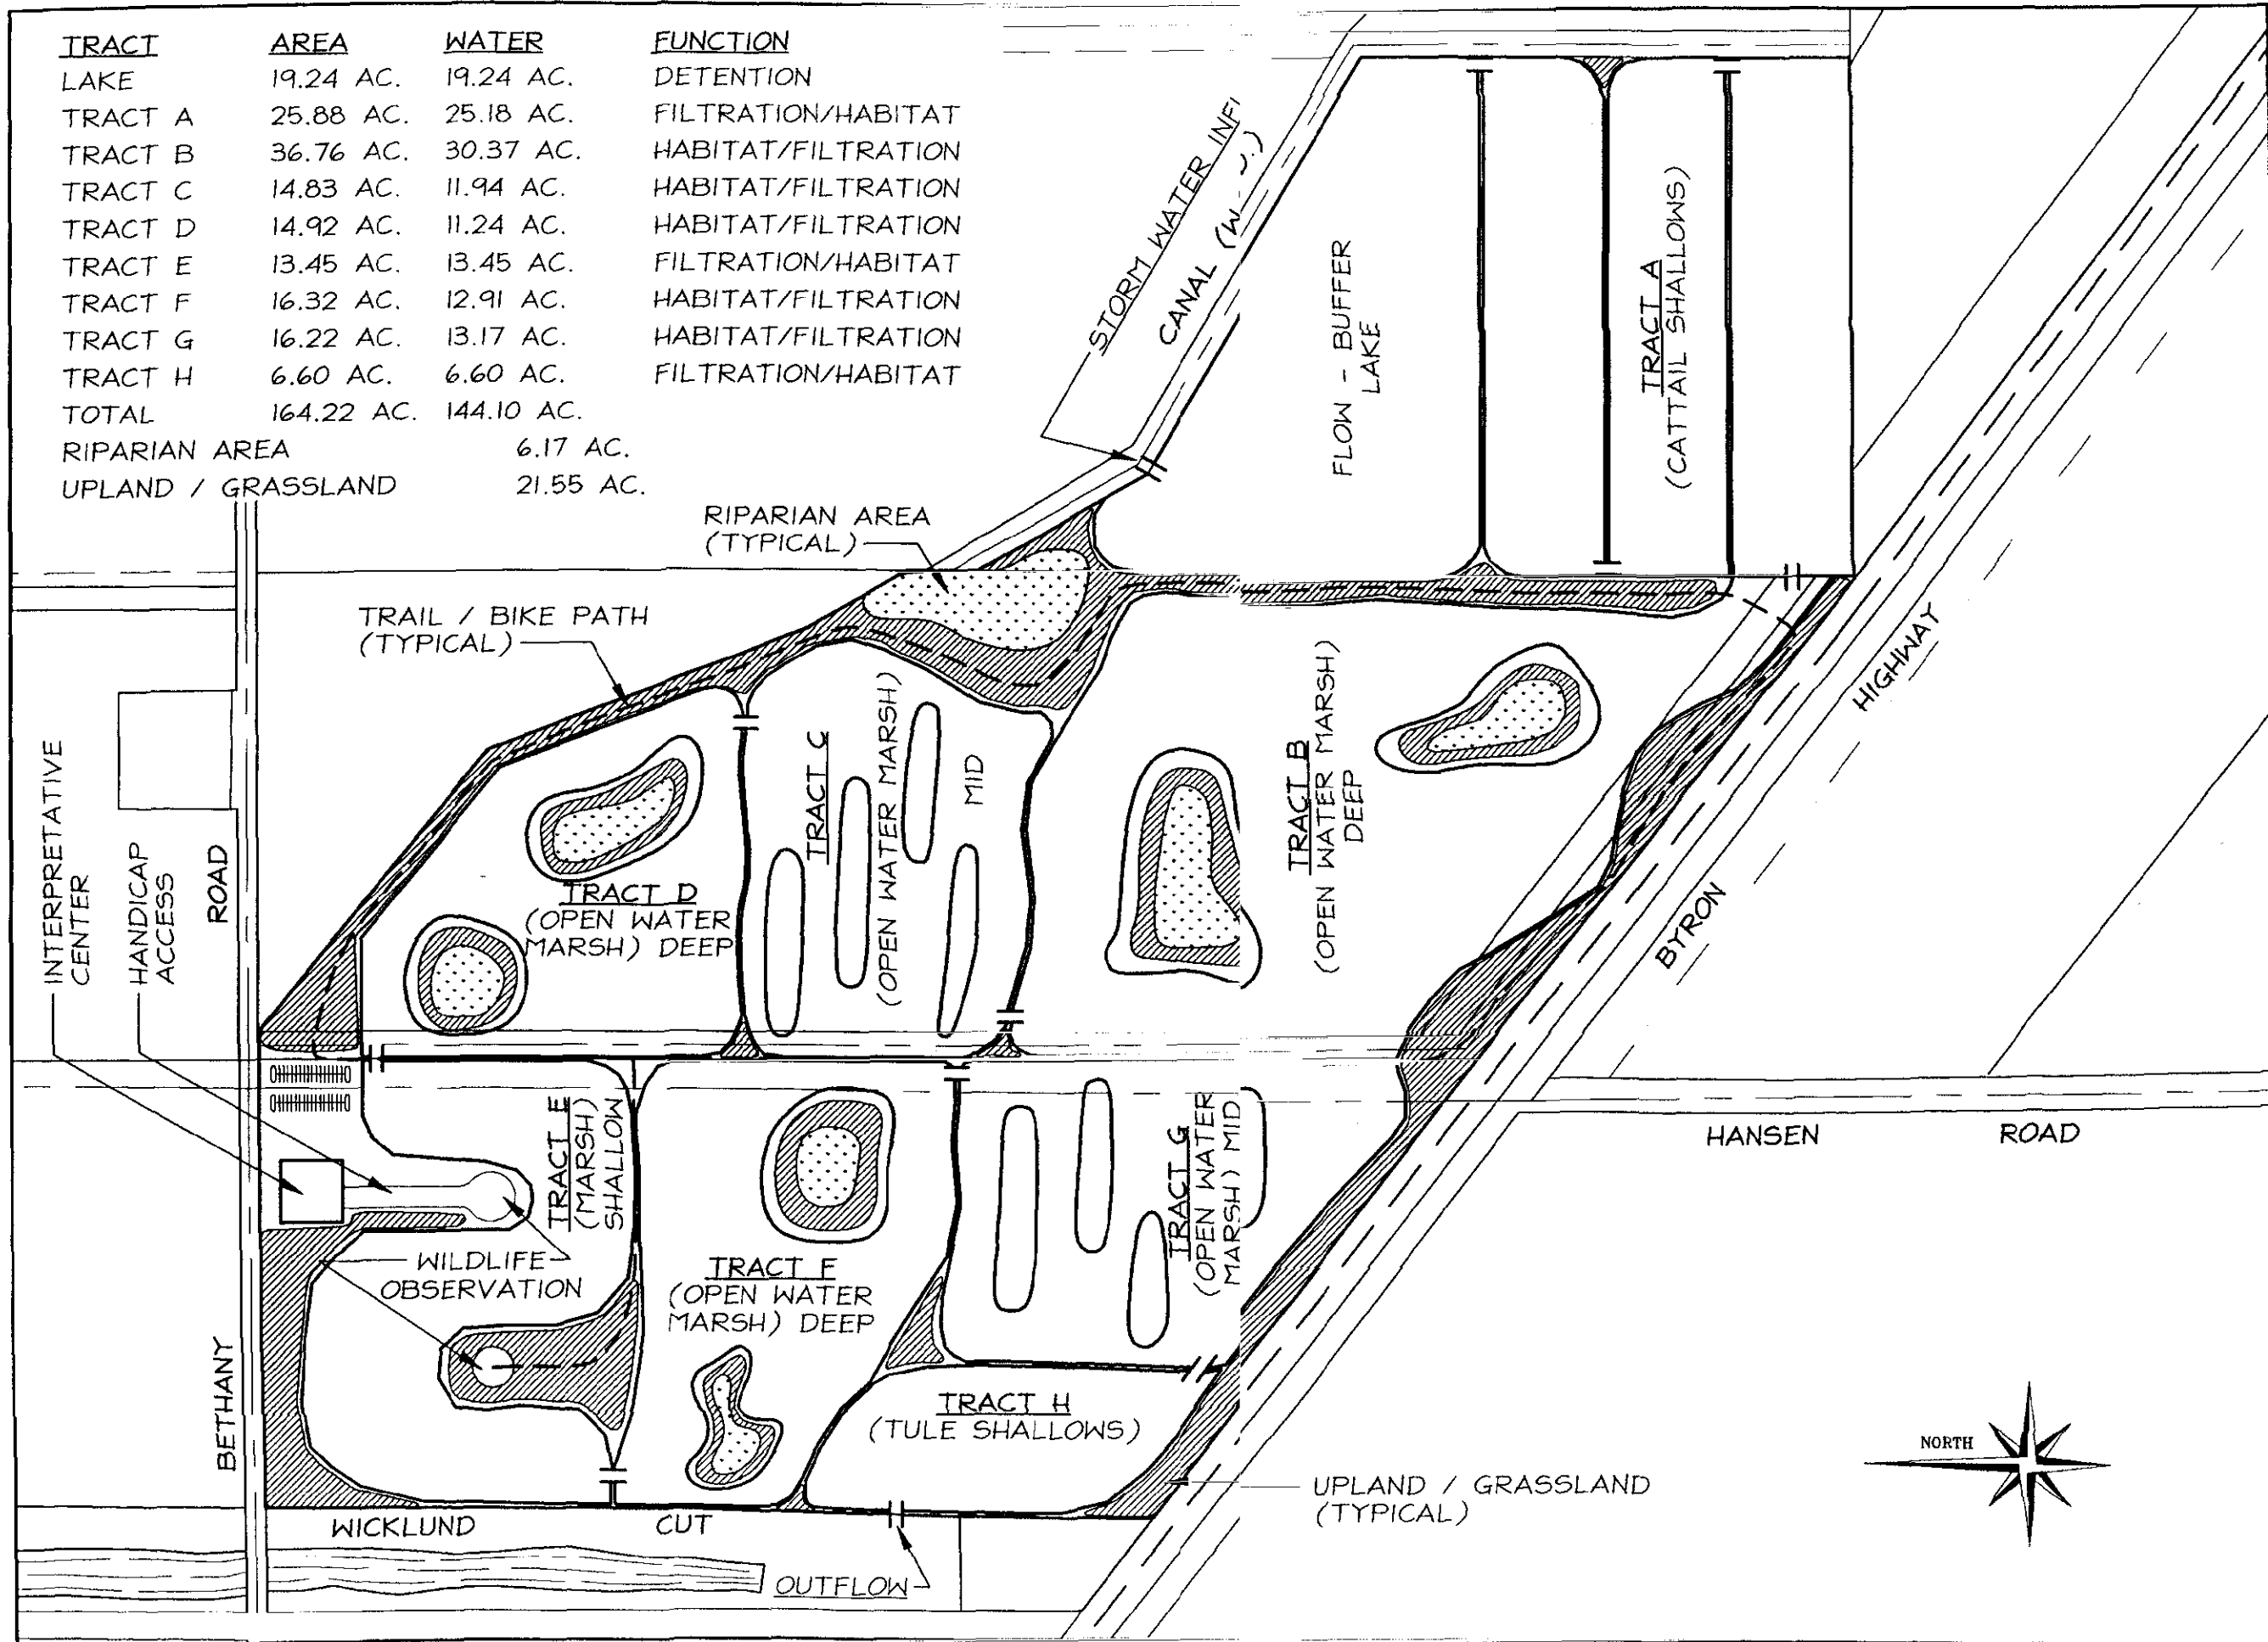 TRACT AREA WATER FUNCTION
LAKE 19.24 AC. 19.24 AC. DETENTION
TRACT A 25.88 AC. 25.18 AC. FILTRATION/HABITAT
TRACT B 36.76 AC. 30.37 AC. HABITAT/FILTRATION
TRACT C 14.83 AC. 11.94 AC. HABITAT/FILTRATION
TRACT D 14.92 AC. 11.24 AC. HABITAT/FILTRATION
TRACT E 13.45 AC. 13.45 AC. FILTRATION/HABITAT
TRACT F 16.32 AC. 12.91 AC. HABITAT/FILTRATION
TRACT G 16.22 AC. 13.17 AC. HABITAT/FILTRATION
TRACT H 6.60 AC. 6.60 AC. FILTRATION/HABITAT
TOTAL 164.22 AC. 144.10 AC.
RIPARIAN AREA 6.17 AC.
UPLAND / GRASSLAND 21.55 AC.
STORM WATER
CANAL
FLOW - BUFFER
LAKE
TRACT A
(CATTAIL SHALLOWS)
RIPARIAN AREA
(TYPICAL)
TRAIL / BIKE PATH
(TYPICAL)
INTERPRETATIVE
CENTER
HANDICAP
ACCESS
ROAD
TRACT D
(OPEN WATER
MARSH) DEEP
TRACT C
(OPEN WATER MARSH)
MID
TRACT B
(OPEN WATER MARSH)
DEEP
HIGHWAY
BYRON
HANSEN ROAD
TRACT E
(MARSH)
SHALLOW
WILDLIFE
OBSERVATION
TRACT F
(OPEN WATER
MARSH) DEEP
TRACT G
(OPEN WATER
MARSH) MID
TRACT H
(TULE SHALLOWS)
BETHANY
NORTH
UPLAND / GRASSLAND
(TYPICAL)
WICKLUND CUT
OUTFLOW